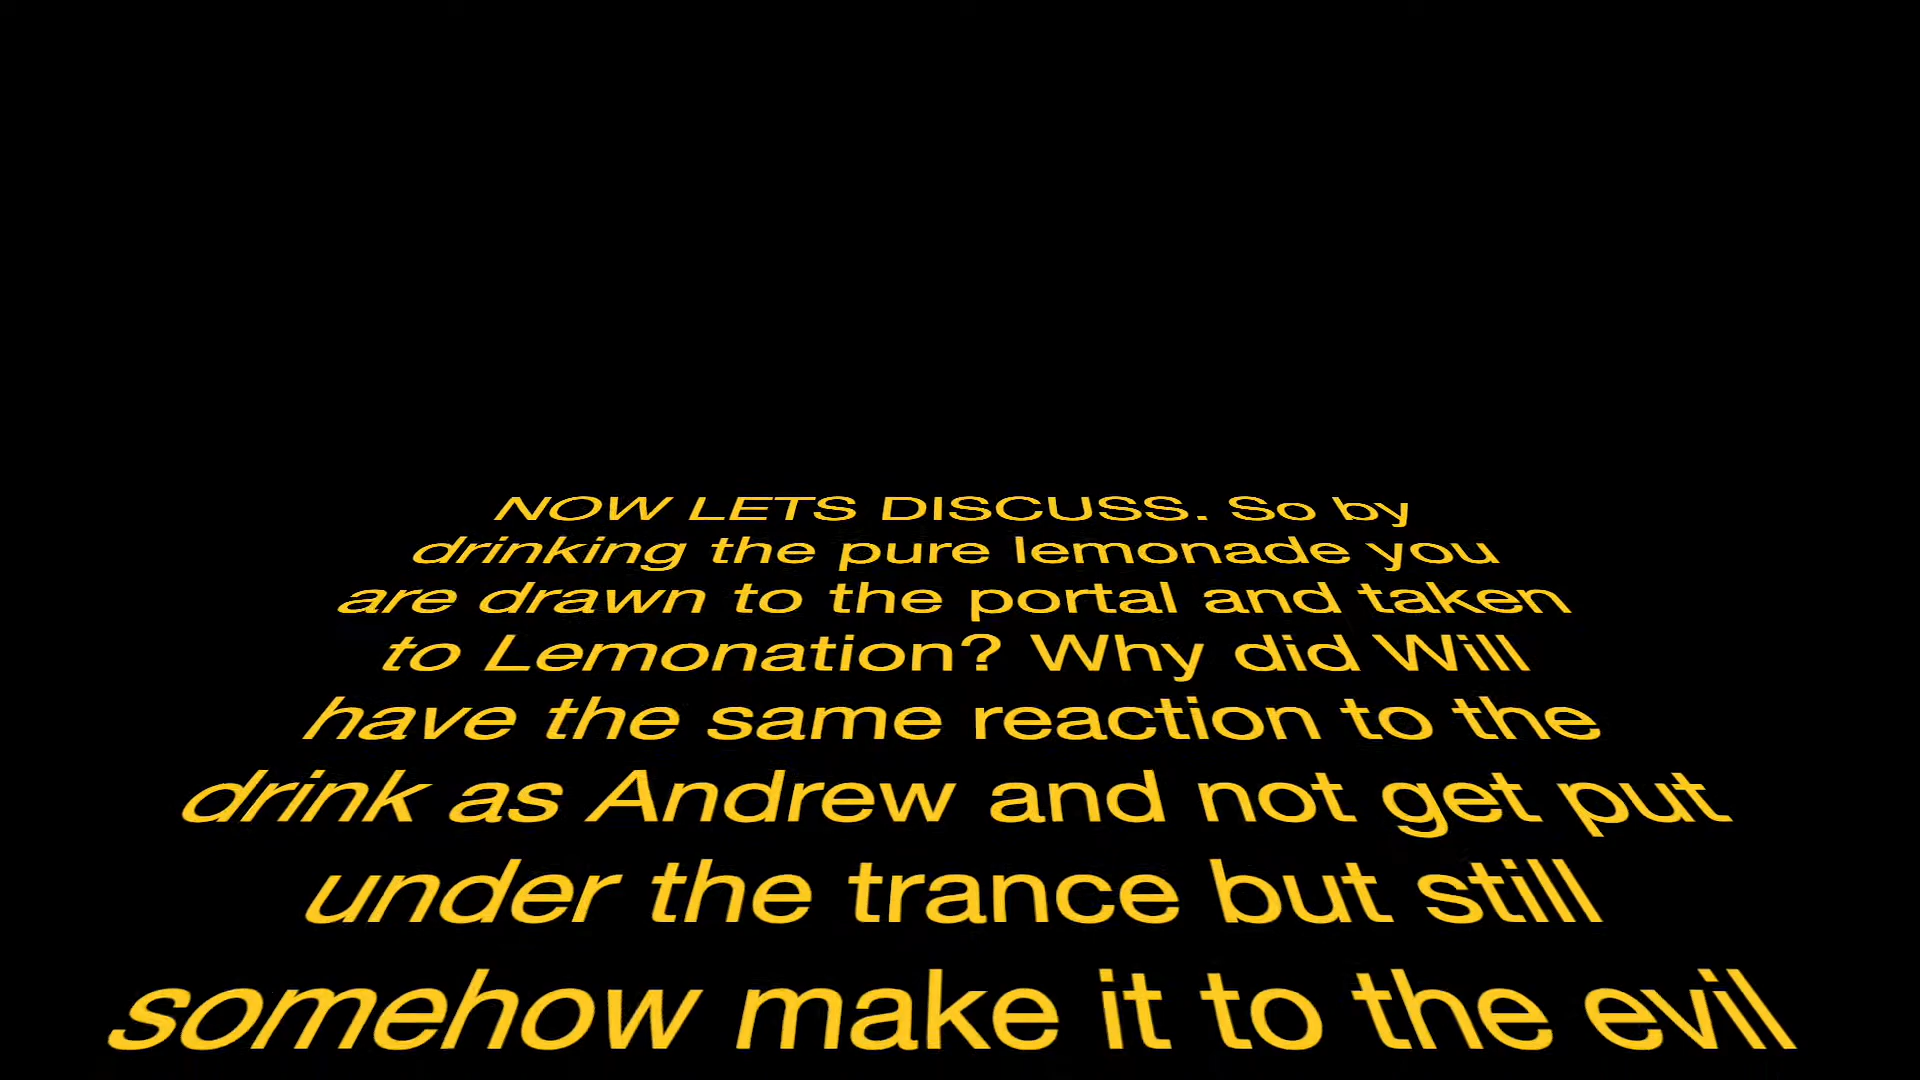 NOW LETS DISCUSS. So by
drinking the pure lemonade you
are drawn to the portal and taken
to Lemonation? Why did Will
have the same reaction to the
drink as Andrew and not get put
under the trance but still
somehow make it to the evil